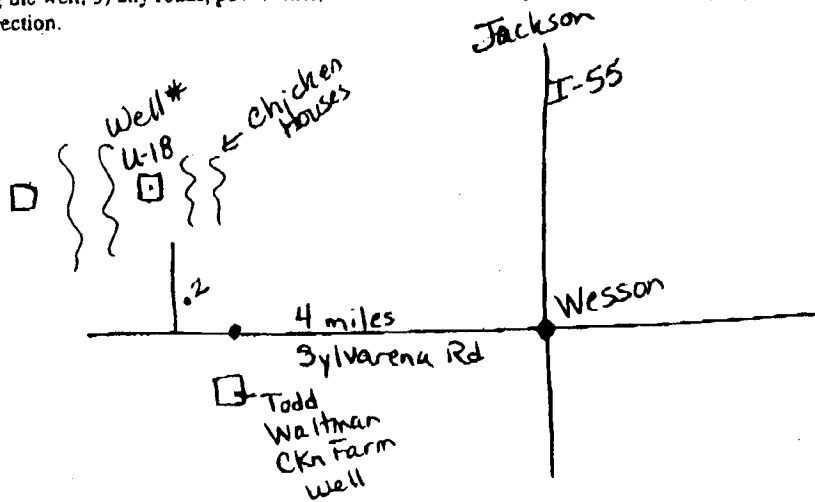 ection.
Jackson
I-55
Chicken
Houses
Well*
U-18
.2
4 miles
Wesson
Sylvarena Rd
Todd
Waltman
Ckn Farm
Well